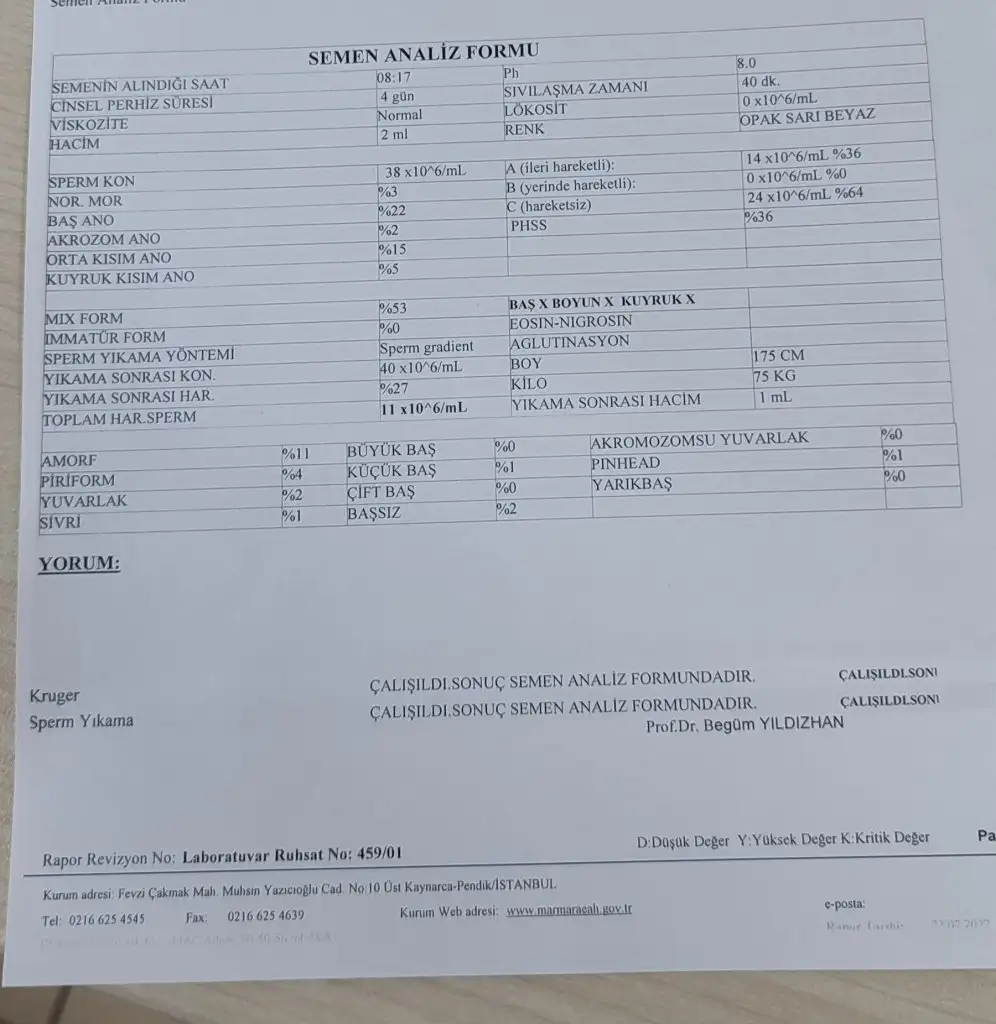 Semen Analiz Formu
SEMEN ANALİZ FORMU
SEMENİN ALINDIĞI SAAT 08:17 Ph 8.0
CİNSEL PERHİZ SÜRESİ 4 gün SIVILAŞMA ZAMANI 40 dk.
VİSKOZİTE Normal LÖKOSİT 0 x10^6/mL
HACİM 2 ml RENK OPAK SARI BEYAZ
SPERM KON 38 x10^6/mL A (ileri hareketli): 14 x10^6/mL %36
NOR. MOR %3 B (yerinde hareketli): 0 x10^6/mL %0
BAŞ ANO %22 C (hareketsiz) 24 x10^6/mL %64
AKROZOM ANO %2 PHSS %36
ORTA KISIM ANO %15
KUYRUK KISIM ANO %5
MIX FORM %53 BAŞ X BOYUN X KUYRUK X
İMMATÜR FORM %0 EOSIN-NIGROSIN
SPERM YIKAMA YÖNTEMİ Sperm gradient AGLUTINASYON
YIKAMA SONRASI KON. 40 x10^6/mL BOY 175 CM
YIKAMA SONRASI HAR. %27 KİLO 75 KG
TOPLAM HAR.SPERM 11 x10^6/mL YIKAMA SONRASI HACİM 1 mL
AMORF %11 BÜYÜK BAŞ %0 AKROMOZOMSU YUVARLAK %0
PİRİFORM %4 KÜÇÜK BAŞ %1 PINHEAD %1
YUVARLAK %2 ÇİFT BAŞ %0 YARIKBAŞ %0
SİVRİ %1 BAŞSIZ %2
YORUM:
Kruger ÇALIŞILDI.SONUÇ SEMEN ANALİZ FORMUNDADIR. ÇALIŞILDI.SONU
Sperm Yıkama ÇALIŞILDI.SONUÇ SEMEN ANALİZ FORMUNDADIR. ÇALIŞILDI.SONU
Prof.Dr. Begüm YILDIZHAN
D:Düşük Değer Y:Yüksek Değer K:Kritik Değer Pa
Rapor Revizyon No: Laboratuvar Ruhsat No: 459/01
Kurum adresi: Fevzi Çakmak Mah. Muhsin Yazıcıoğlu Cad. No:10 Üst Kaynarca-Pendik/İSTANBUL
Tel: 0216 625 4545 Fax: 0216 625 4639 Kurum Web adresi: www.marmaraeah.gov.tr e-posta:
Rapor Tarihi: